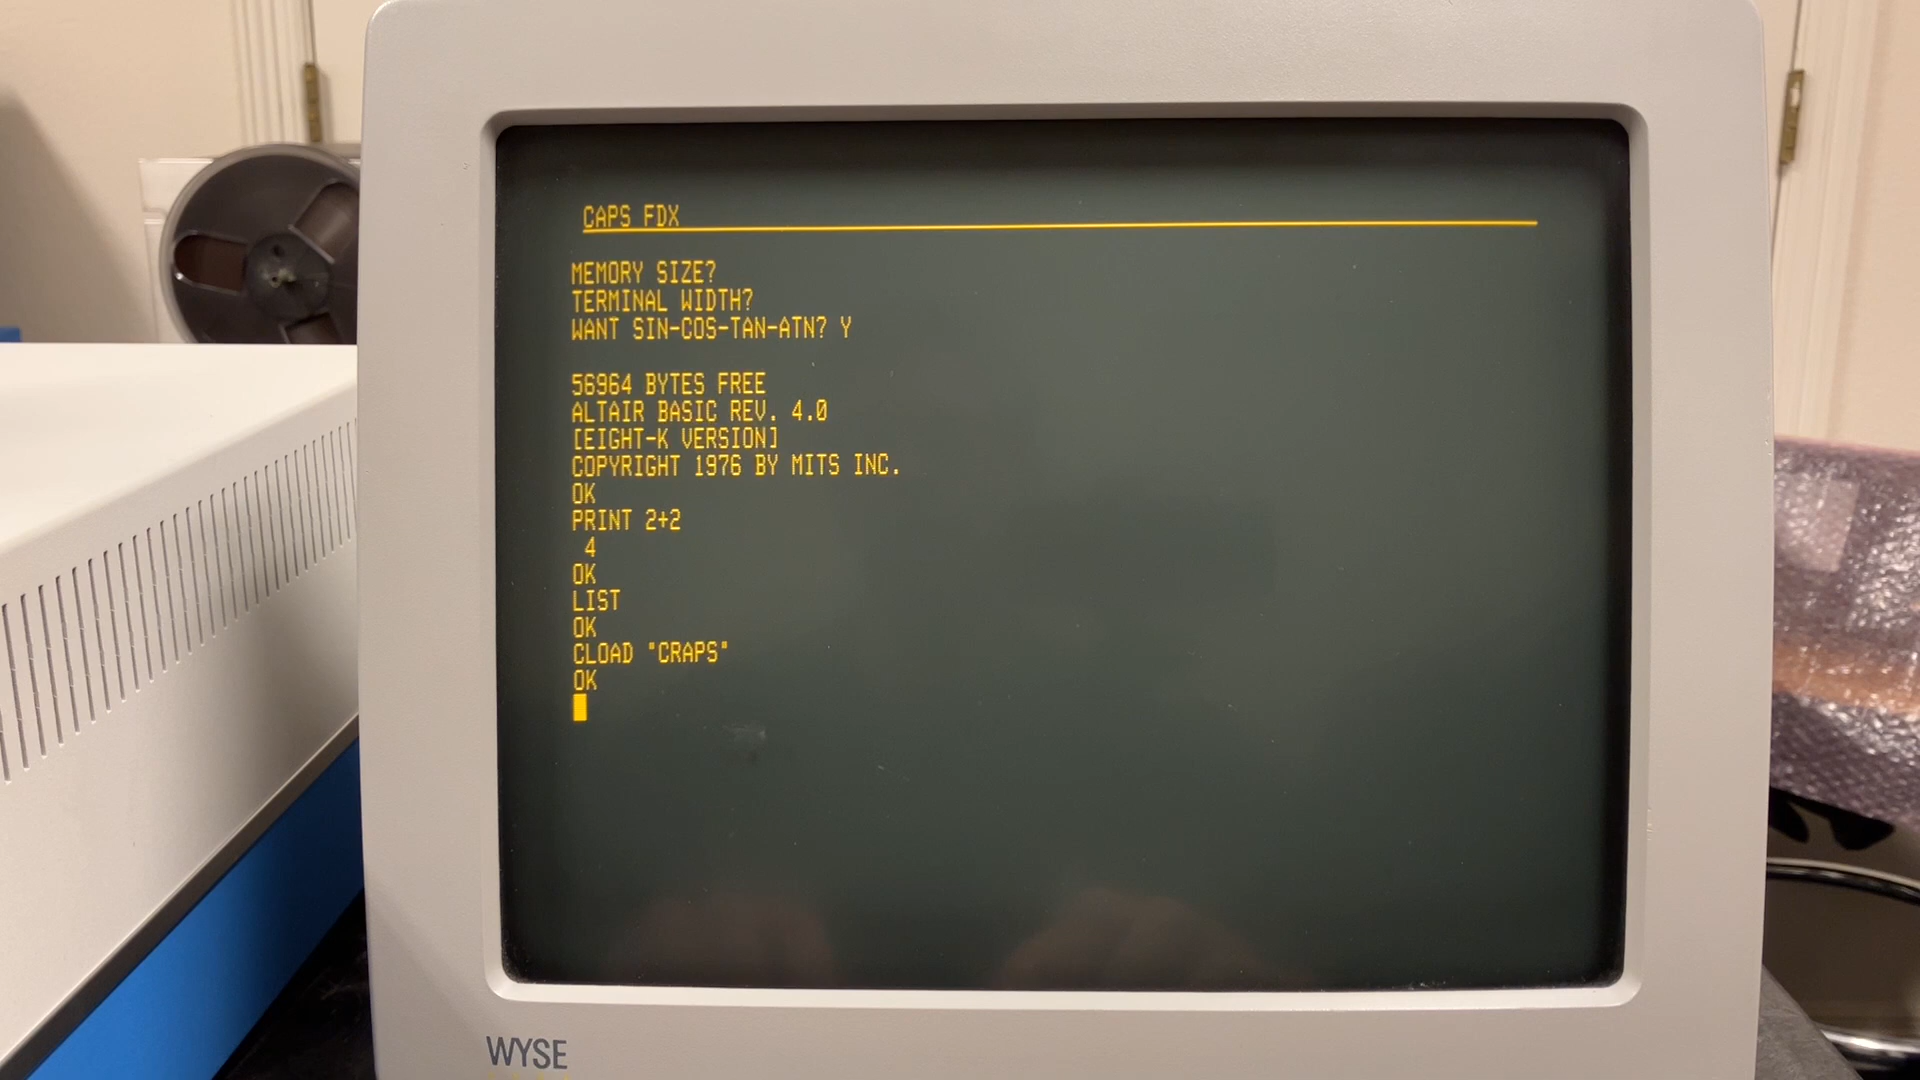 CAPS FDX
MEMORY SIZE?
TERMINAL WIDTH?
WANT SIN-COS-TAN-ATN? Y
56964 BYTES FREE
ALTAIR BASIC REV. 4.0
[EIGHT-K VERSION]
COPYRIGHT 1976 BY MITS INC.
OK
PRINT 2+2
4
OK
LIST
OK
CLOAD "CRAPS"
OK
WYSE